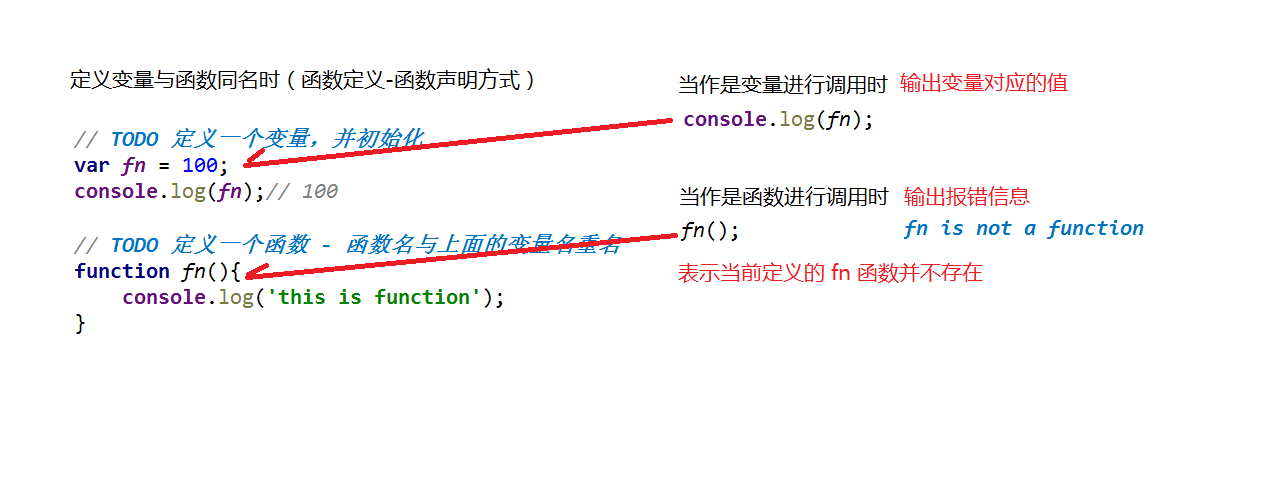 定义变量与函数同名时（函数定义-函数声明方式）
// TODO 定义一个变量，并初始化
var fn = 100;
console.log(fn);// 100
// TODO 定义一个函数 - 函数名与上面的变量名重名
function fn(){
console.log('this is function');
}
当作是变量进行调用时 输出变量对应的值
console.log(fn);
当作是函数进行调用时 输出报错信息
fn(); fn is not a function
表示当前定义的 fn 函数并不存在